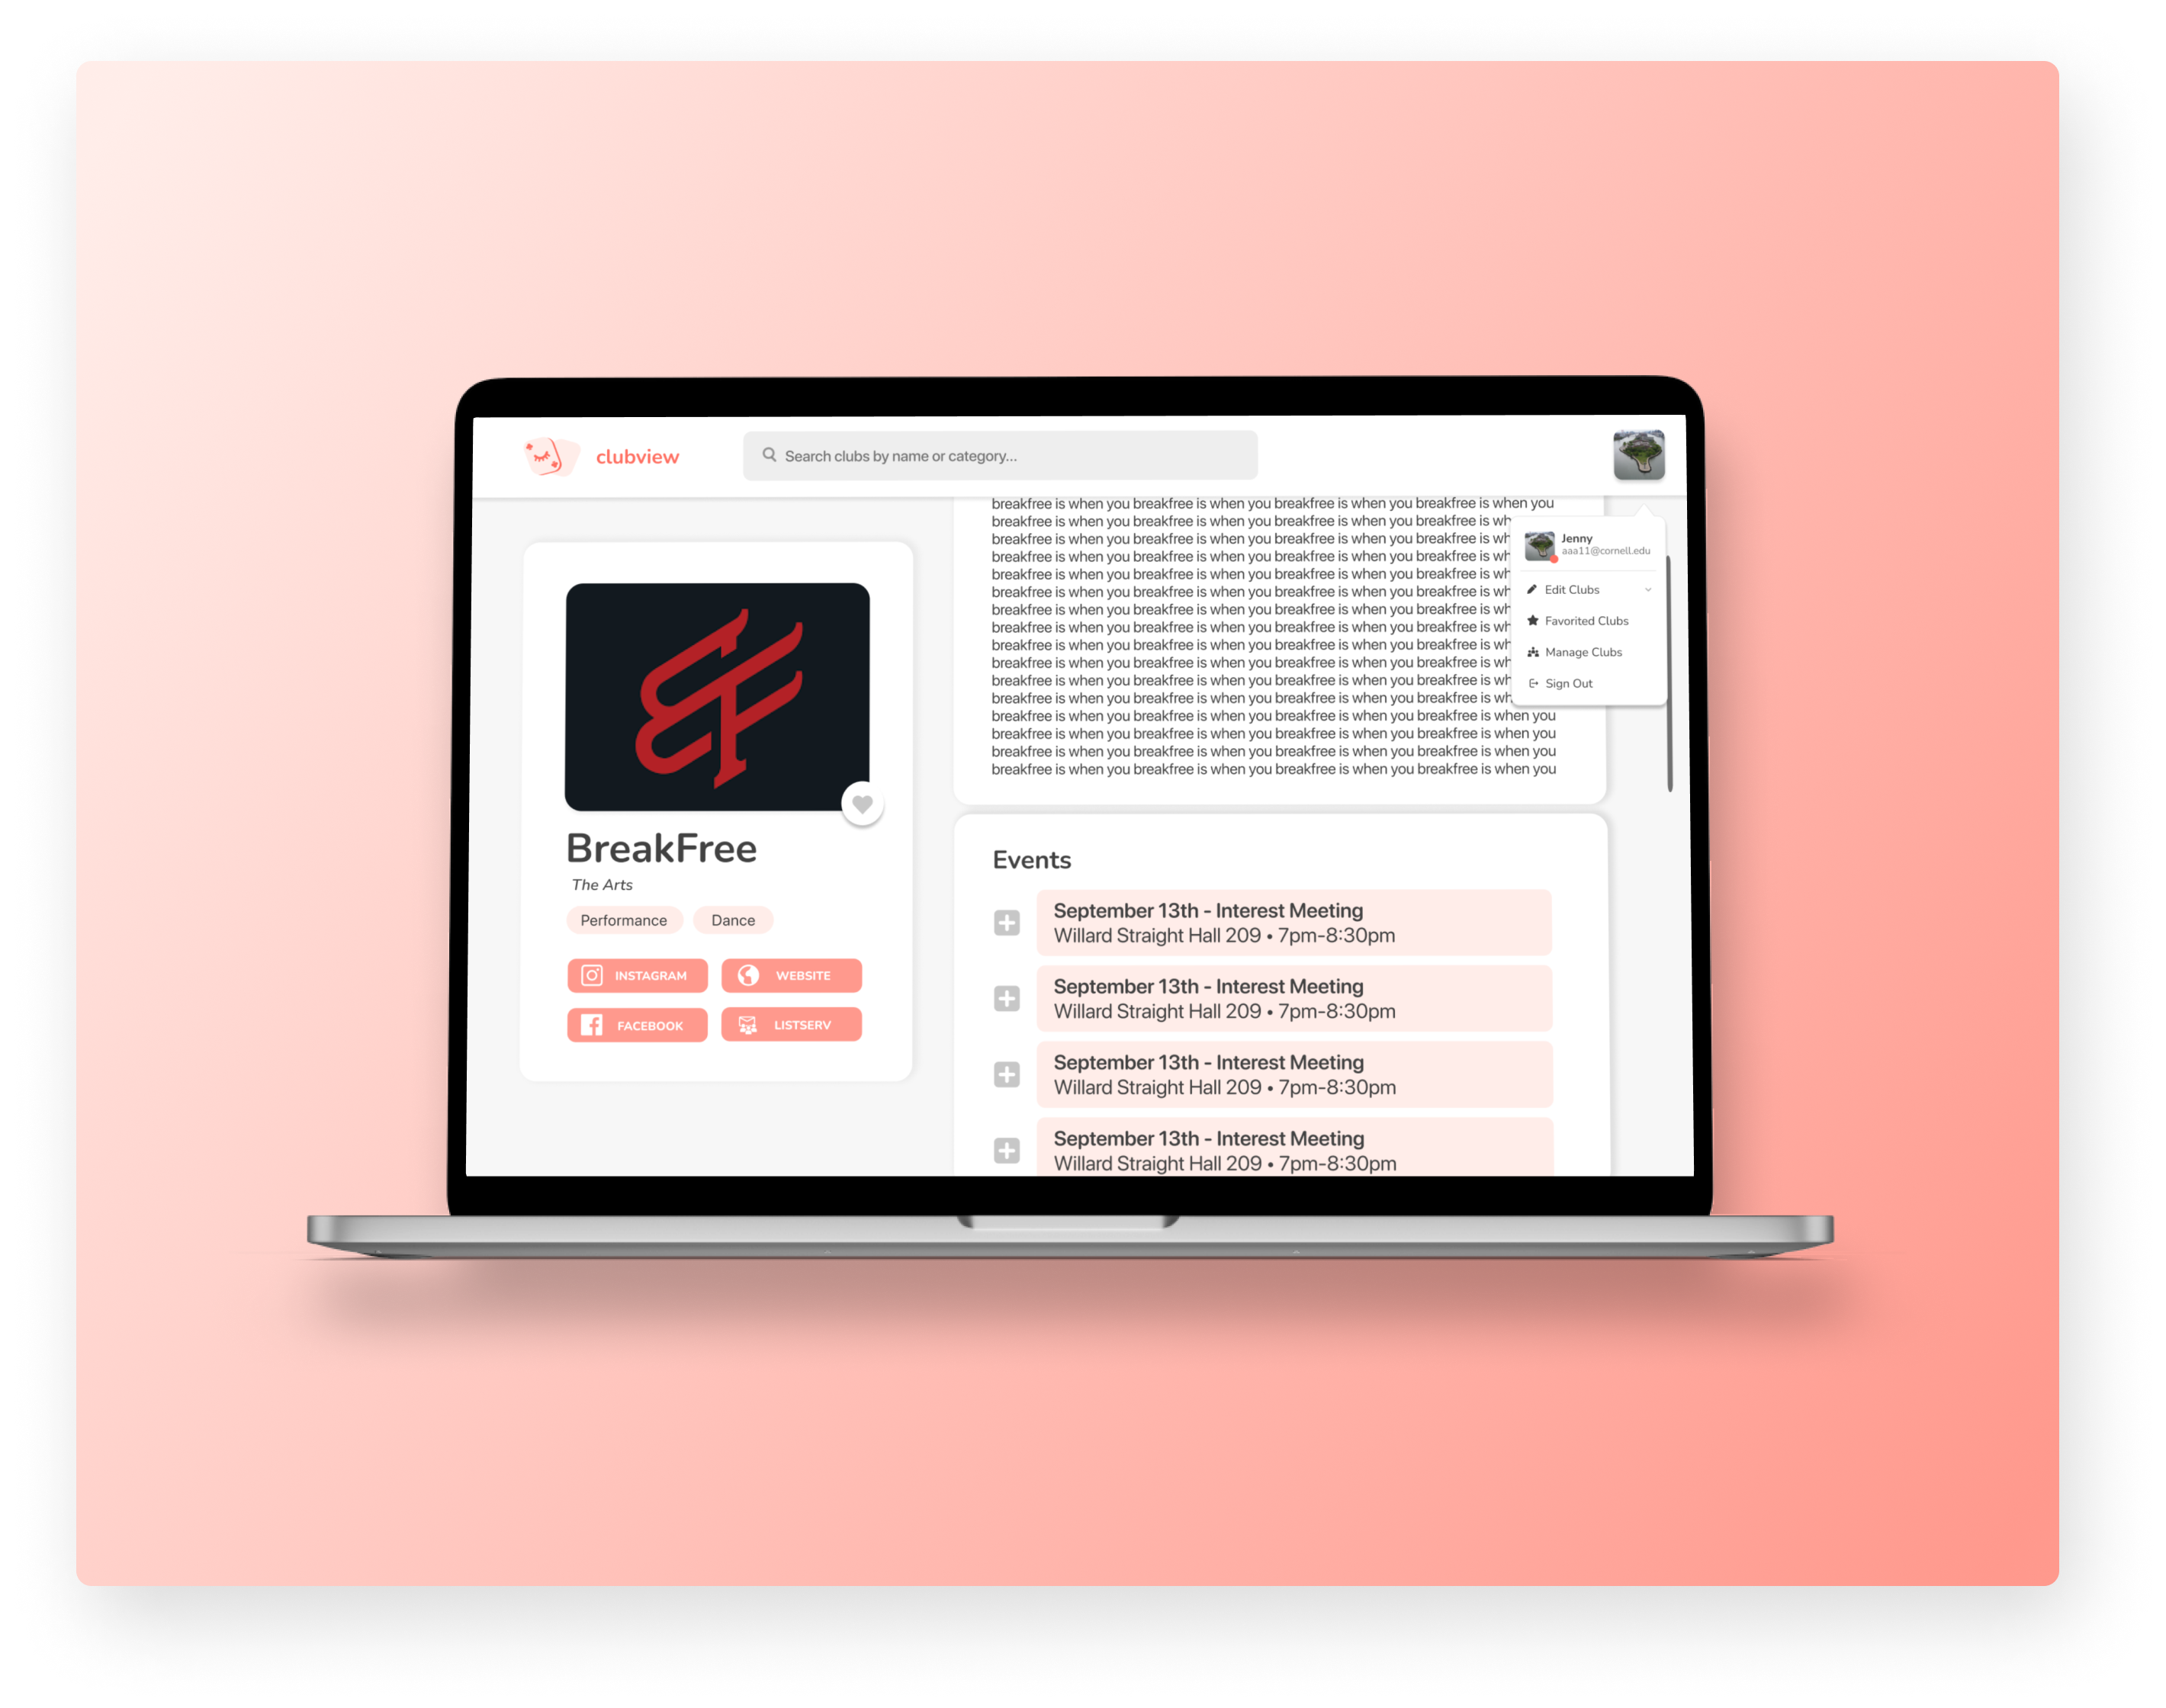 clubview
Search clubs by name or category...
BreakFree
The Arts
Performance
Dance
INSTAGRAM
WEBSITE
FACEBOOK
LISTSERV
breakfree is when you breakfree is when you breakfree is when you breakfree is when you
breakfree is when you breakfree is when you breakfree is when you breakfree is wh
breakfree is when you breakfree is when you breakfree is when you breakfree is wh
breakfree is when you breakfree is when you breakfree is when you breakfree is wh
breakfree is when you breakfree is when you breakfree is when you breakfree is wh
breakfree is when you breakfree is when you breakfree is when you breakfree is wh
breakfree is when you breakfree is when you breakfree is when you breakfree is wh
breakfree is when you breakfree is when you breakfree is when you breakfree is wh
breakfree is when you breakfree is when you breakfree is when you breakfree is wh
breakfree is when you breakfree is when you breakfree is when you breakfree is wh
breakfree is when you breakfree is when you breakfree is when you breakfree is wh
breakfree is when you breakfree is when you breakfree is when you breakfree is wh
breakfree is when you breakfree is when you breakfree is when you breakfree is when you
breakfree is when you breakfree is when you breakfree is when you breakfree is when you
breakfree is when you breakfree is when you breakfree is when you breakfree is when you
breakfree is when you breakfree is when you breakfree is when you breakfree is when you
Jenny
aaa11@cornell.edu
Edit Clubs
Favorited Clubs
Manage Clubs
Sign Out
Events
September 13th - Interest Meeting
Willard Straight Hall 209 • 7pm-8:30pm
September 13th - Interest Meeting
Willard Straight Hall 209 • 7pm-8:30pm
September 13th - Interest Meeting
Willard Straight Hall 209 • 7pm-8:30pm
September 13th - Interest Meeting
Willard Straight Hall 209 • 7pm-8:30pm